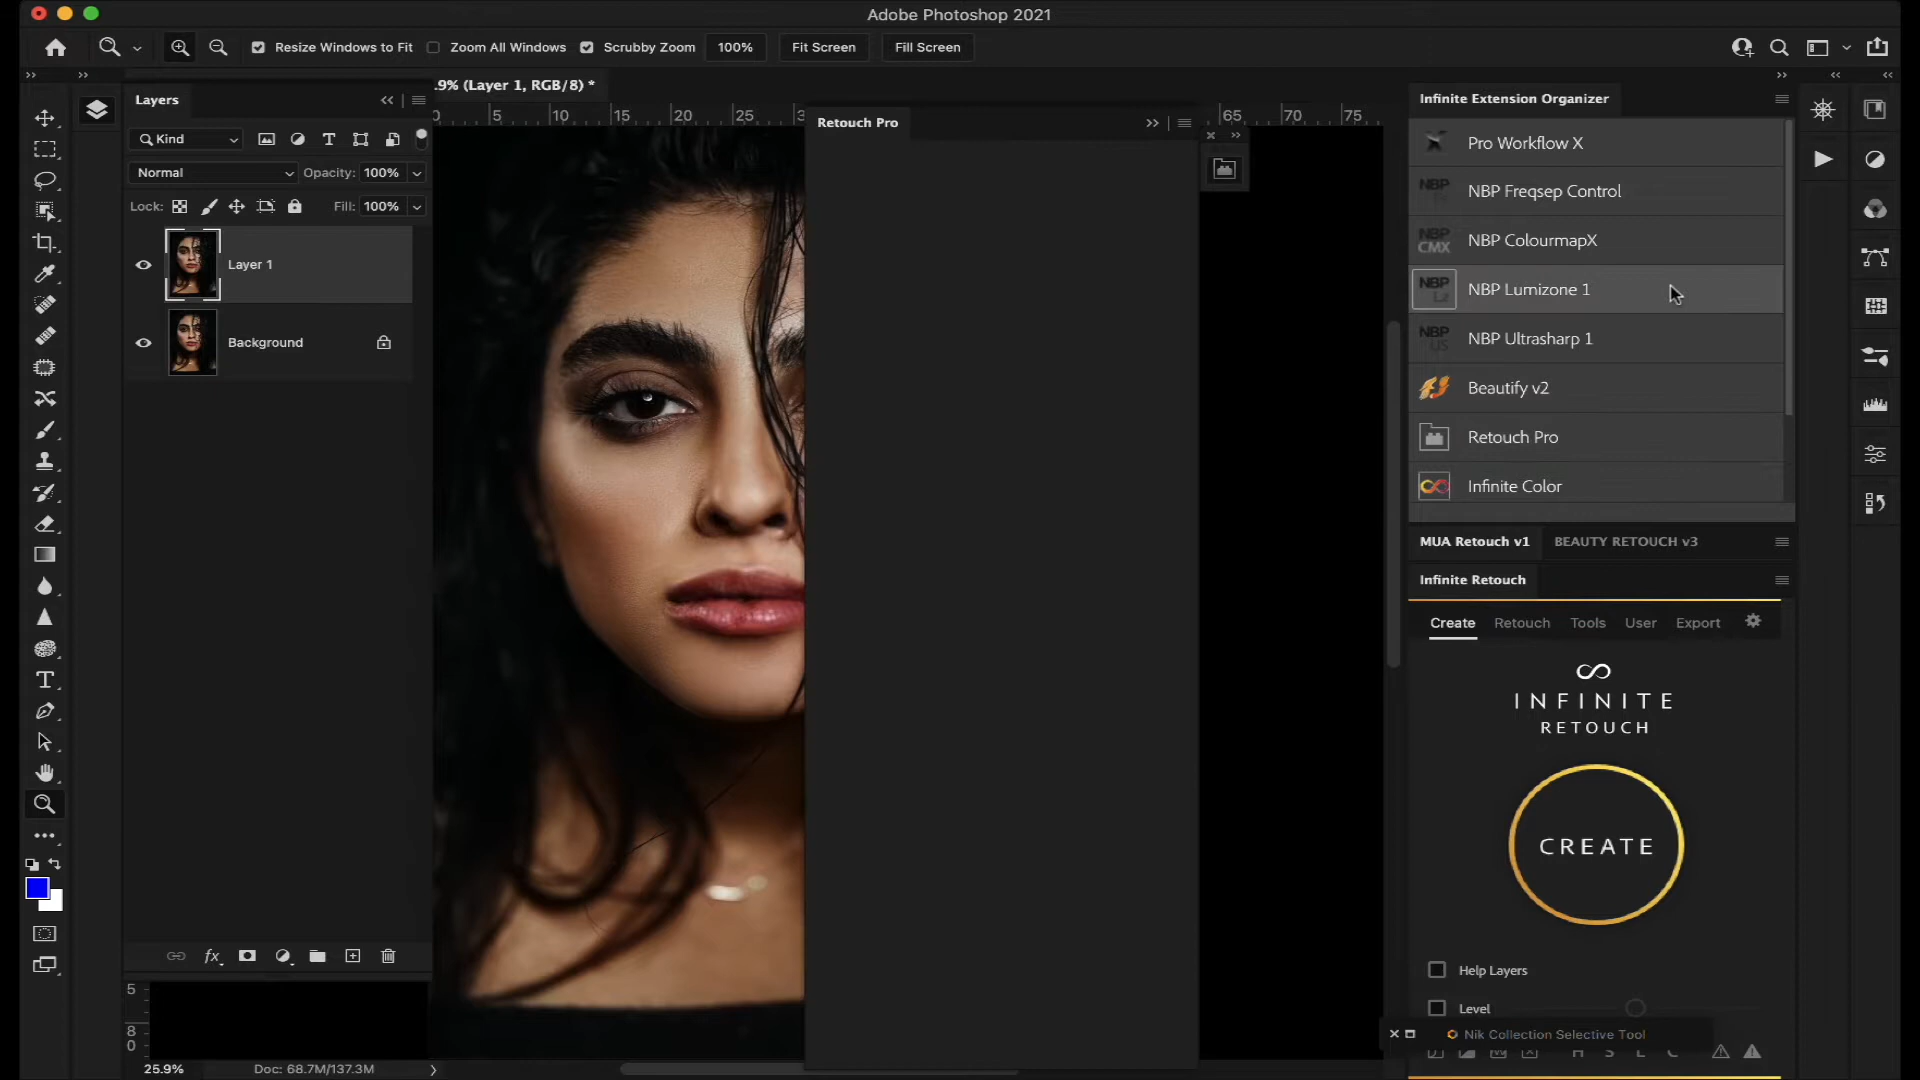 Adobe Photoshop 2021
Resize Windows to Fit
Zoom All Windows
Scrubby Zoom
100%
Fit Screen
Fill Screen
Layers
Kind
Normal
Opacity: 100%
Lock:
Fill: 100%
Layer 1
Background
.9% (Layer 1, RGB/8) *
5 10 15 20 25 3
65 70 75
Retouch Pro
Infinite Extension Organizer
Pro Workflow X
NBP Freqsep Control
NBP CMX NBP ColourmapX
NBP Lz NBP Lumizone 1
NBP US NBP Ultrasharp 1
Beautify v2
Retouch Pro
Infinite Color
MUA Retouch v1
BEAUTY RETOUCH v3
Infinite Retouch
Create
Retouch
Tools
User
Export
INFINITE
RETOUCH
CREATE
Help Layers
Level
Nik Collection Selective Tool
H S L C
fx
5
8
0
25.9%
Doc: 68.7M/137.3M